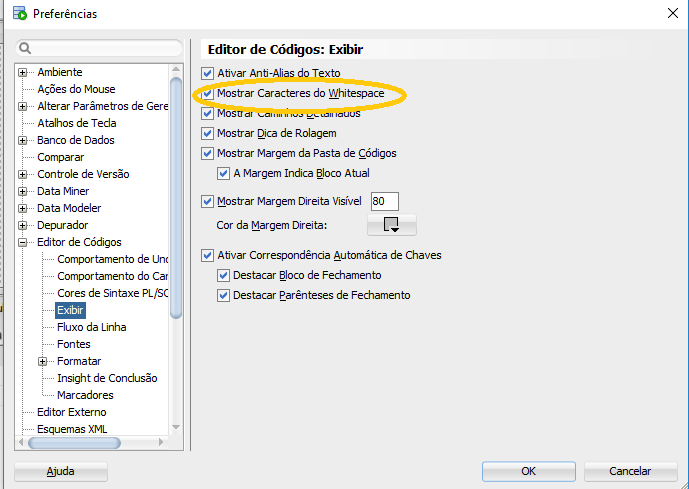 Preferências
Editor de Códigos: Exibir
Ambiente
Ações do Mouse
Alterar Parâmetros de Gere
Atalhos de Tecla
Banco de Dados
Comparar
Controle de Versão
Data Miner
Data Modeler
Depurador
Editor de Códigos
Comportamento de Und
Comportamento do Car
Cores de Sintaxe PL/SQ
Exibir
Fluxo da Linha
Fontes
Formatar
Insight de Conclusão
Marcadores
Editor Externo
Esquemas XML
Ativar Anti-Alias do Texto
Mostrar Caracteres do Whitespace
Mostrar Caminhos Detalhados
Mostrar Dica de Rolagem
Mostrar Margem da Pasta de Códigos
A Margem Indica Bloco Atual
Mostrar Margem Direita Visível 80
Cor da Margem Direita:
Ativar Correspondência Automática de Chaves
Destacar Bloco de Fechamento
Destacar Parênteses de Fechamento
Ajuda
OK
Cancelar